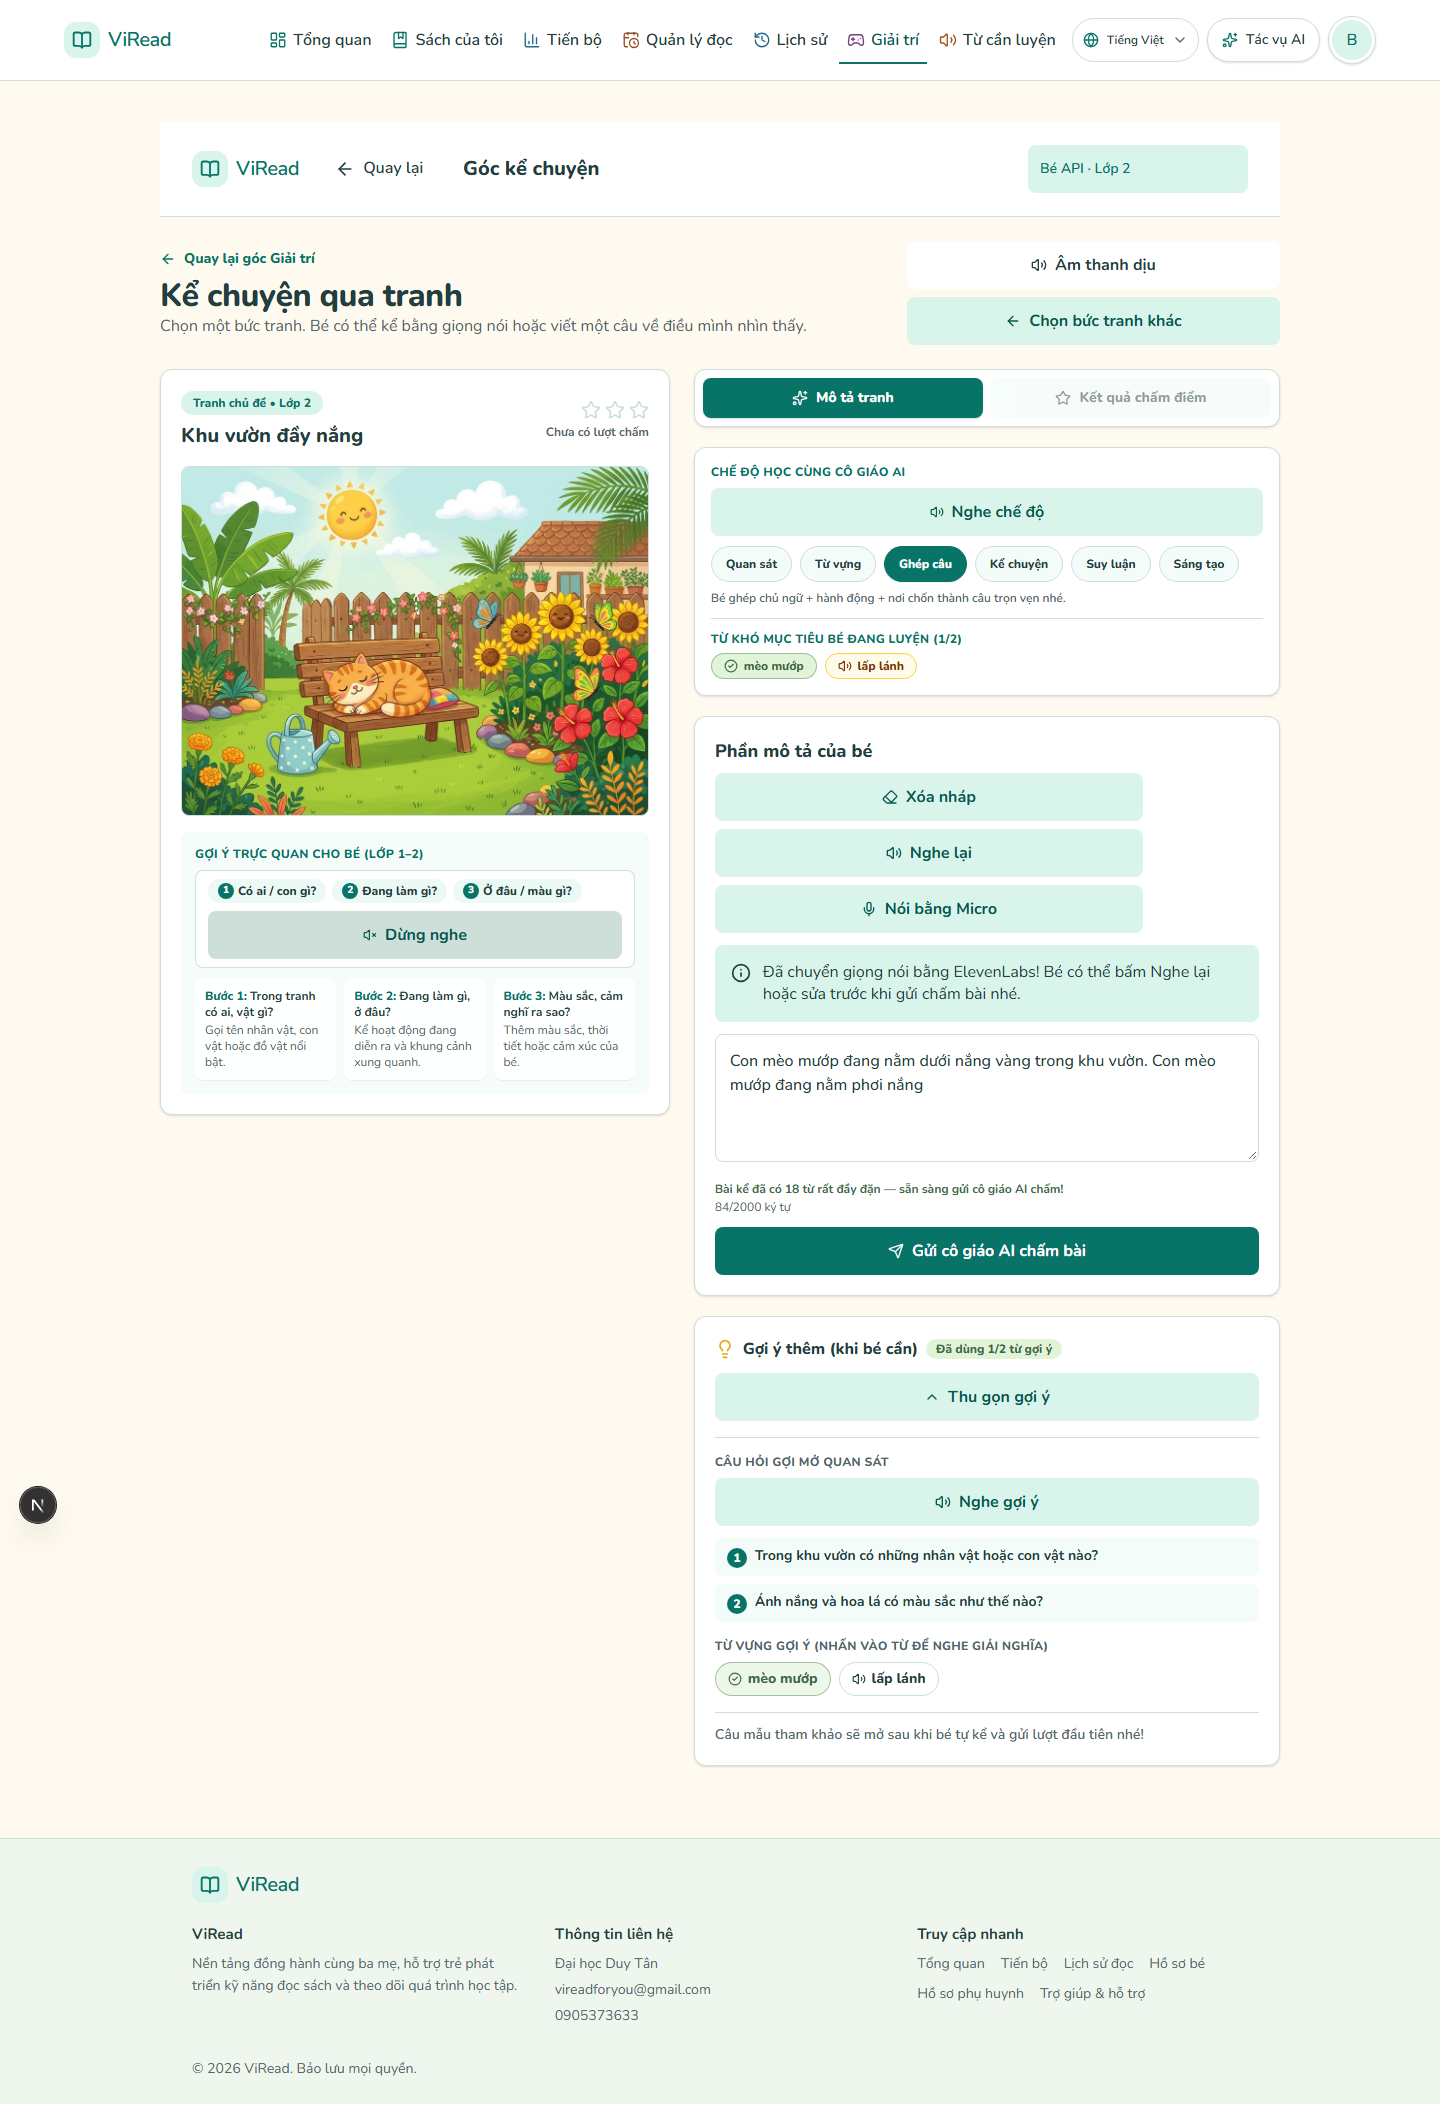 ViRead
Tổng quan
Sách của tôi
Tiến bộ
Quản lý đọc
Lịch sử
Giải trí
Từ cần luyện
Tiếng Việt
Tác vụ AI
B
ViRead
Quay lại
Góc kể chuyện
Bé API · Lớp 2
Quay lại góc Giải trí
Kể chuyện qua tranh
Chọn một bức tranh. Bé có thể kể bằng giọng nói hoặc viết một câu về điều mình nhìn thấy.
Âm thanh dịu
Chọn bức tranh khác
Tranh chủ đề • Lớp 2
Khu vườn đầy nắng
Chưa có lượt chấm
GỢI Ý TRỰC QUAN CHO BÉ (LỚP 1–2)
1 Có ai / con gì?
2 Đang làm gì?
3 Ở đâu / màu gì?
Dừng nghe
Bước 1: Trong tranh
có ai, vật gì?
Gọi tên nhân vật, con
vật hoặc đồ vật nổi
bật.
Bước 2: Đang làm gì,
ở đâu?
Kể hoạt động đang
diễn ra và khung cảnh
xung quanh.
Bước 3: Màu sắc, cảm
nghĩ ra sao?
Thêm màu sắc, thời
tiết hoặc cảm xúc của
bé.
Mô tả tranh
Kết quả chấm điểm
CHẾ ĐỘ HỌC CÙNG CÔ GIÁO AI
Nghe chế độ
Quan sát
Từ vựng
Ghép câu
Kể chuyện
Suy luận
Sáng tạo
Bé ghép chủ ngữ + hành động + nơi chốn thành câu trọn vẹn nhé.
TỪ KHÓ MỤC TIÊU BÉ ĐANG LUYỆN (1/2)
mèo mướp
lấp lánh
Phần mô tả của bé
Xóa nháp
Nghe lại
Nói bằng Micro
Đã chuyển giọng nói bằng ElevenLabs! Bé có thể bấm Nghe lại
hoặc sửa trước khi gửi chấm bài nhé.
Con mèo mướp đang nằm dưới nắng vàng trong khu vườn. Con mèo
mướp đang nằm phơi nắng
Bài kể đã có 18 từ rất đầy đặn — sẵn sàng gửi cô giáo AI chấm!
84/2000 ký tự
Gửi cô giáo AI chấm bài
Gợi ý thêm (khi bé cần)
Đã dùng 1/2 từ gợi ý
Thu gọn gợi ý
CÂU HỎI GỢI MỞ QUAN SÁT
Nghe gợi ý
1 Trong khu vườn có những nhân vật hoặc con vật nào?
2 Ánh nắng và hoa lá có màu sắc như thế nào?
TỪ VỰNG GỢI Ý (NHẤN VÀO TỪ ĐỂ NGHE GIẢI NGHĨA)
mèo mướp
lấp lánh
Câu mẫu tham khảo sẽ mở sau khi bé tự kể và gửi lượt đầu tiên nhé!
N
ViRead
ViRead
Nền tảng đồng hành cùng ba mẹ, hỗ trợ trẻ phát
triển kỹ năng đọc sách và theo dõi quá trình học tập.
Thông tin liên hệ
Đại học Duy Tân
vireadforyou@gmail.com
0905373633
Truy cập nhanh
Tổng quan
Tiến bộ
Lịch sử đọc
Hồ sơ bé
Hồ sơ phụ huynh
Trợ giúp & hỗ trợ
© 2026 ViRead. Bảo lưu mọi quyền.